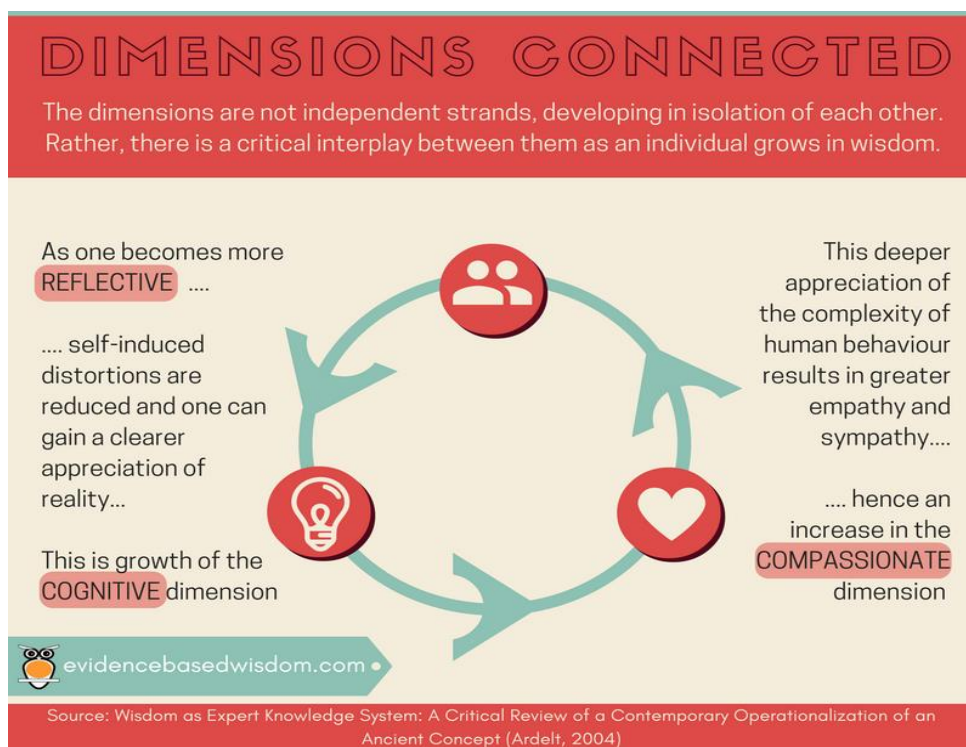 DIMENSIONS CONNECTED
The dimensions are not independent strands, developing in isolation of each other.
Rather, there is a critical interplay between them as an individual grows in wisdom.
As one becomes more
REFLECTIVE ....
.... self-induced
distortions are
reduced and one can
gain a clearer
appreciation of
reality...
This is growth of the
COGNITIVE dimension
This deeper
appreciation of
the complexity of
human behaviour
results in greater
empathy and
sympathy....
.... hence an
increase in the
COMPASSIONATE
dimension
evidencebasedwisdom.com
Source: Wisdom as Expert Knowledge System: A Critical Review of a Contemporary Operationalization of an
Ancient Concept (Ardelt, 2004)